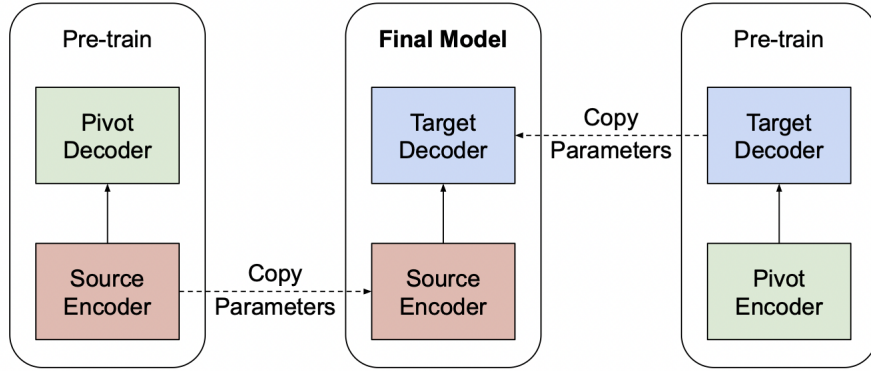 Pre-train
Pivot
Decoder
Source
Encoder
Copy
Parameters
Final Model
Target
Decoder
Source
Encoder
Copy
Parameters
Pre-train
Target
Decoder
Pivot
Encoder